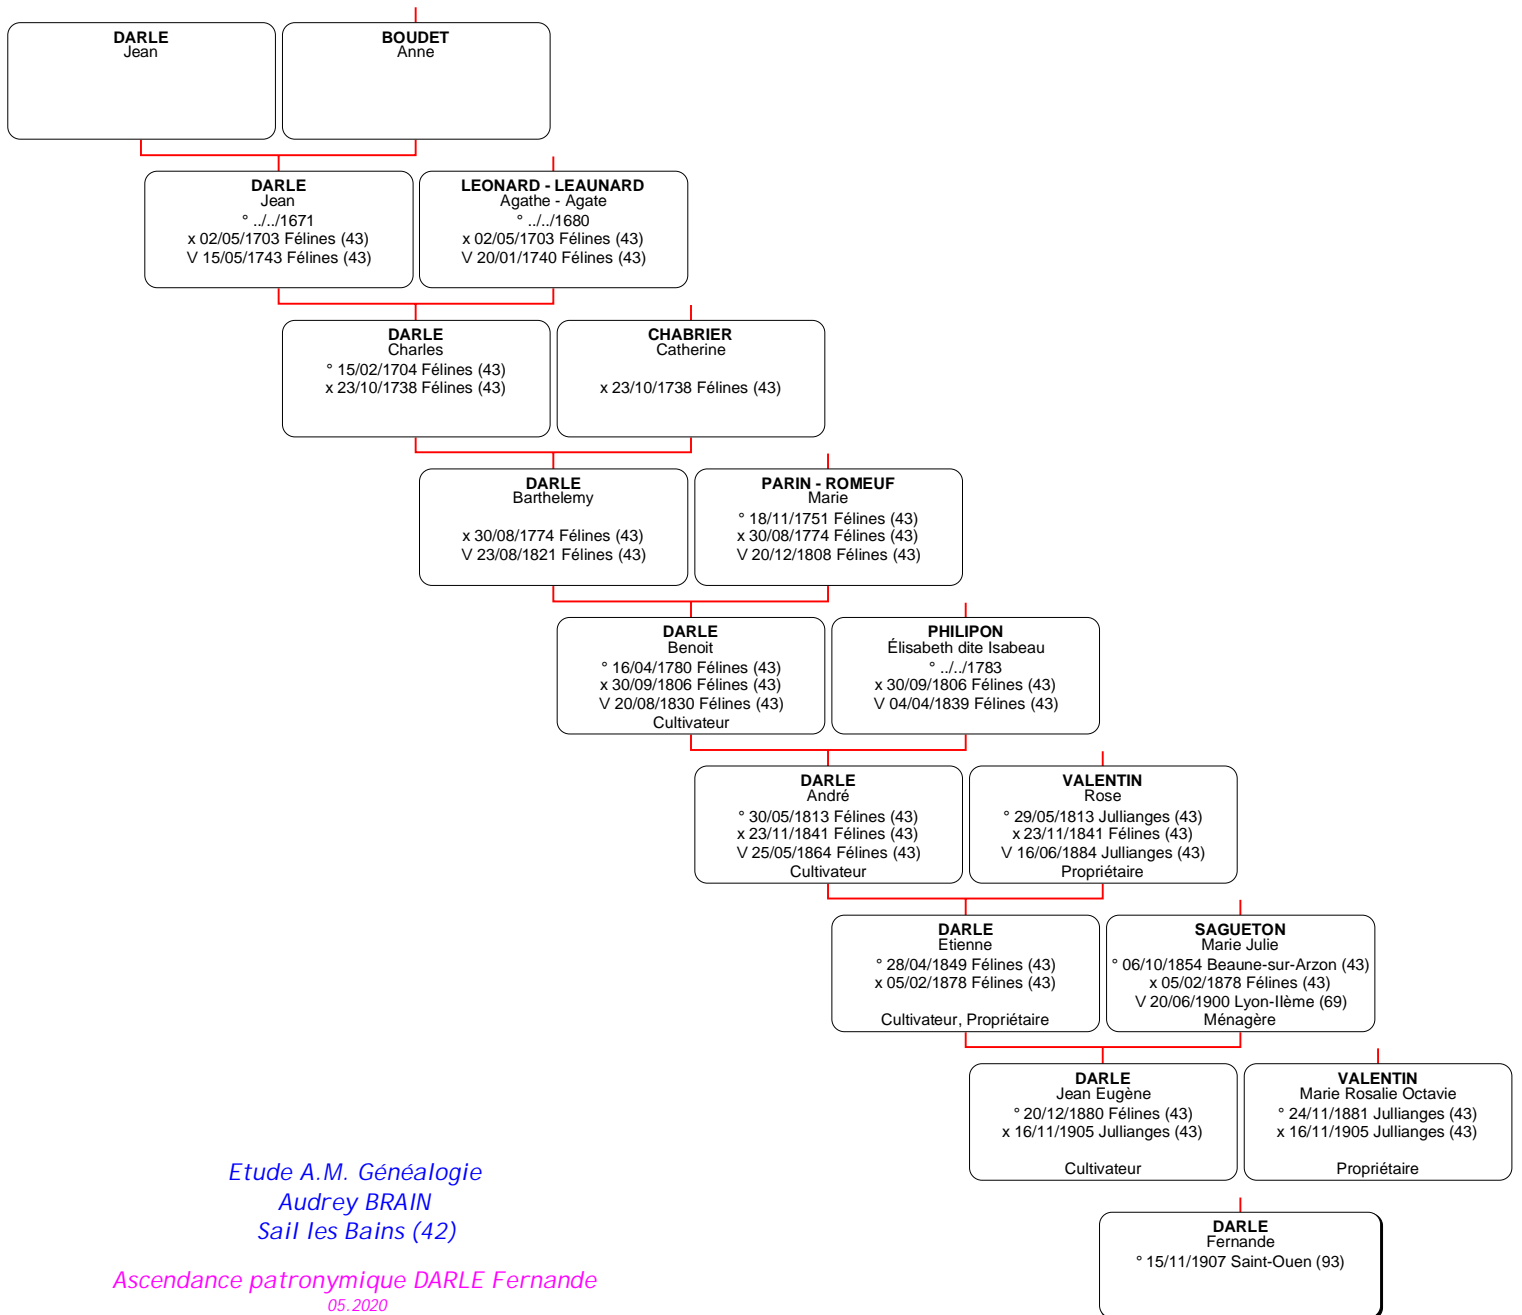 DARLE
Jean
BOUDET
Anne
DARLE
Jean
° ../../1671
x 02/05/1703 Félines (43)
V 15/05/1743 Félines (43)
LEONARD - LEAUNARD
Agathe - Agate
° ../../1680
x 02/05/1703 Félines (43)
V 20/01/1740 Félines (43)
DARLE
Charles
° 15/02/1704 Félines (43)
x 23/10/1738 Félines (43)
CHABRIER
Catherine
x 23/10/1738 Félines (43)
DARLE
Barthelemy
x 30/08/1774 Félines (43)
V 23/08/1821 Félines (43)
PARIN - ROMEUF
Marie
° 18/11/1751 Félines (43)
x 30/08/1774 Félines (43)
V 20/12/1808 Félines (43)
DARLE
Benoit
° 16/04/1780 Félines (43)
x 30/09/1806 Félines (43)
V 20/08/1830 Félines (43)
Cultivateur
PHILIPON
Élisabeth dite Isabeau
° ../../1783
x 30/09/1806 Félines (43)
V 04/04/1839 Félines (43)
DARLE
André
° 30/05/1813 Félines (43)
x 23/11/1841 Félines (43)
V 25/05/1864 Félines (43)
Cultivateur
VALENTIN
Rose
° 29/05/1813 Jullianges (43)
x 23/11/1841 Félines (43)
V 16/06/1884 Jullianges (43)
Propriétaire
DARLE
Etienne
° 28/04/1849 Félines (43)
x 05/02/1878 Félines (43)
Cultivateur, Propriétaire
SAGUETON
Marie Julie
° 06/10/1854 Beaune-sur-Arzon (43)
x 05/02/1878 Félines (43)
V 20/06/1900 Lyon-IIème (69)
Ménagère
DARLE
Jean Eugène
° 20/12/1880 Félines (43)
x 16/11/1905 Jullianges (43)
Cultivateur
VALENTIN
Marie Rosalie Octavie
° 24/11/1881 Jullianges (43)
x 16/11/1905 Jullianges (43)
Propriétaire
DARLE
Fernande
° 15/11/1907 Saint-Ouen (93)
Etude A.M. Généalogie
Audrey BRAIN
Sail les Bains (42)
Ascendance patronymique DARLE Fernande
05.2020